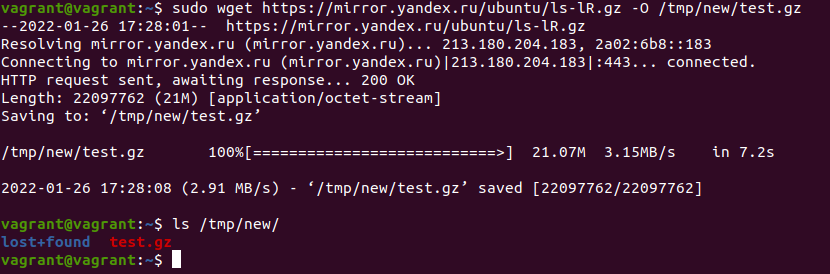 vagrant@vagrant:~$ sudo wget https://mirror.yandex.ru/ubuntu/ls-lR.gz -O /tmp/new/test.gz
--2022-01-26 17:28:01--  https://mirror.yandex.ru/ubuntu/ls-lR.gz
Resolving mirror.yandex.ru (mirror.yandex.ru)... 213.180.204.183, 2a02:6b8::183
Connecting to mirror.yandex.ru (mirror.yandex.ru)|213.180.204.183|:443... connected.
HTTP request sent, awaiting response... 200 OK
Length: 22097762 (21M) [application/octet-stream]
Saving to: ‘/tmp/new/test.gz’
/tmp/new/test.gz       100%[===========================>]  21.07M  3.15MB/s    in 7.2s
2022-01-26 17:28:08 (2.91 MB/s) - ‘/tmp/new/test.gz’ saved [22097762/22097762]
vagrant@vagrant:~$ ls /tmp/new/
lost+found  test.gz
vagrant@vagrant:~$